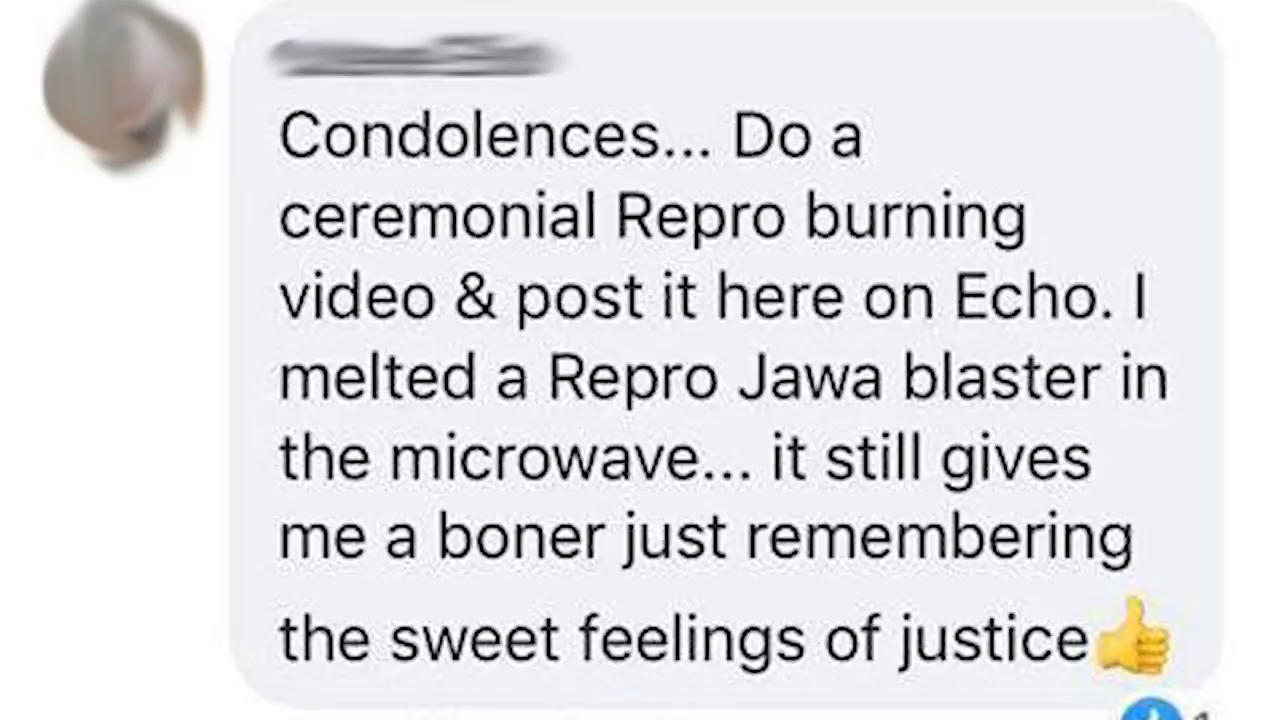 Condolences... Do a
ceremonial Repro burning
video & post it here on Echo. I
melted a Repro Jawa blaster in
the microwave... it still gives
me a boner just remembering
the sweet feelings of justice👍